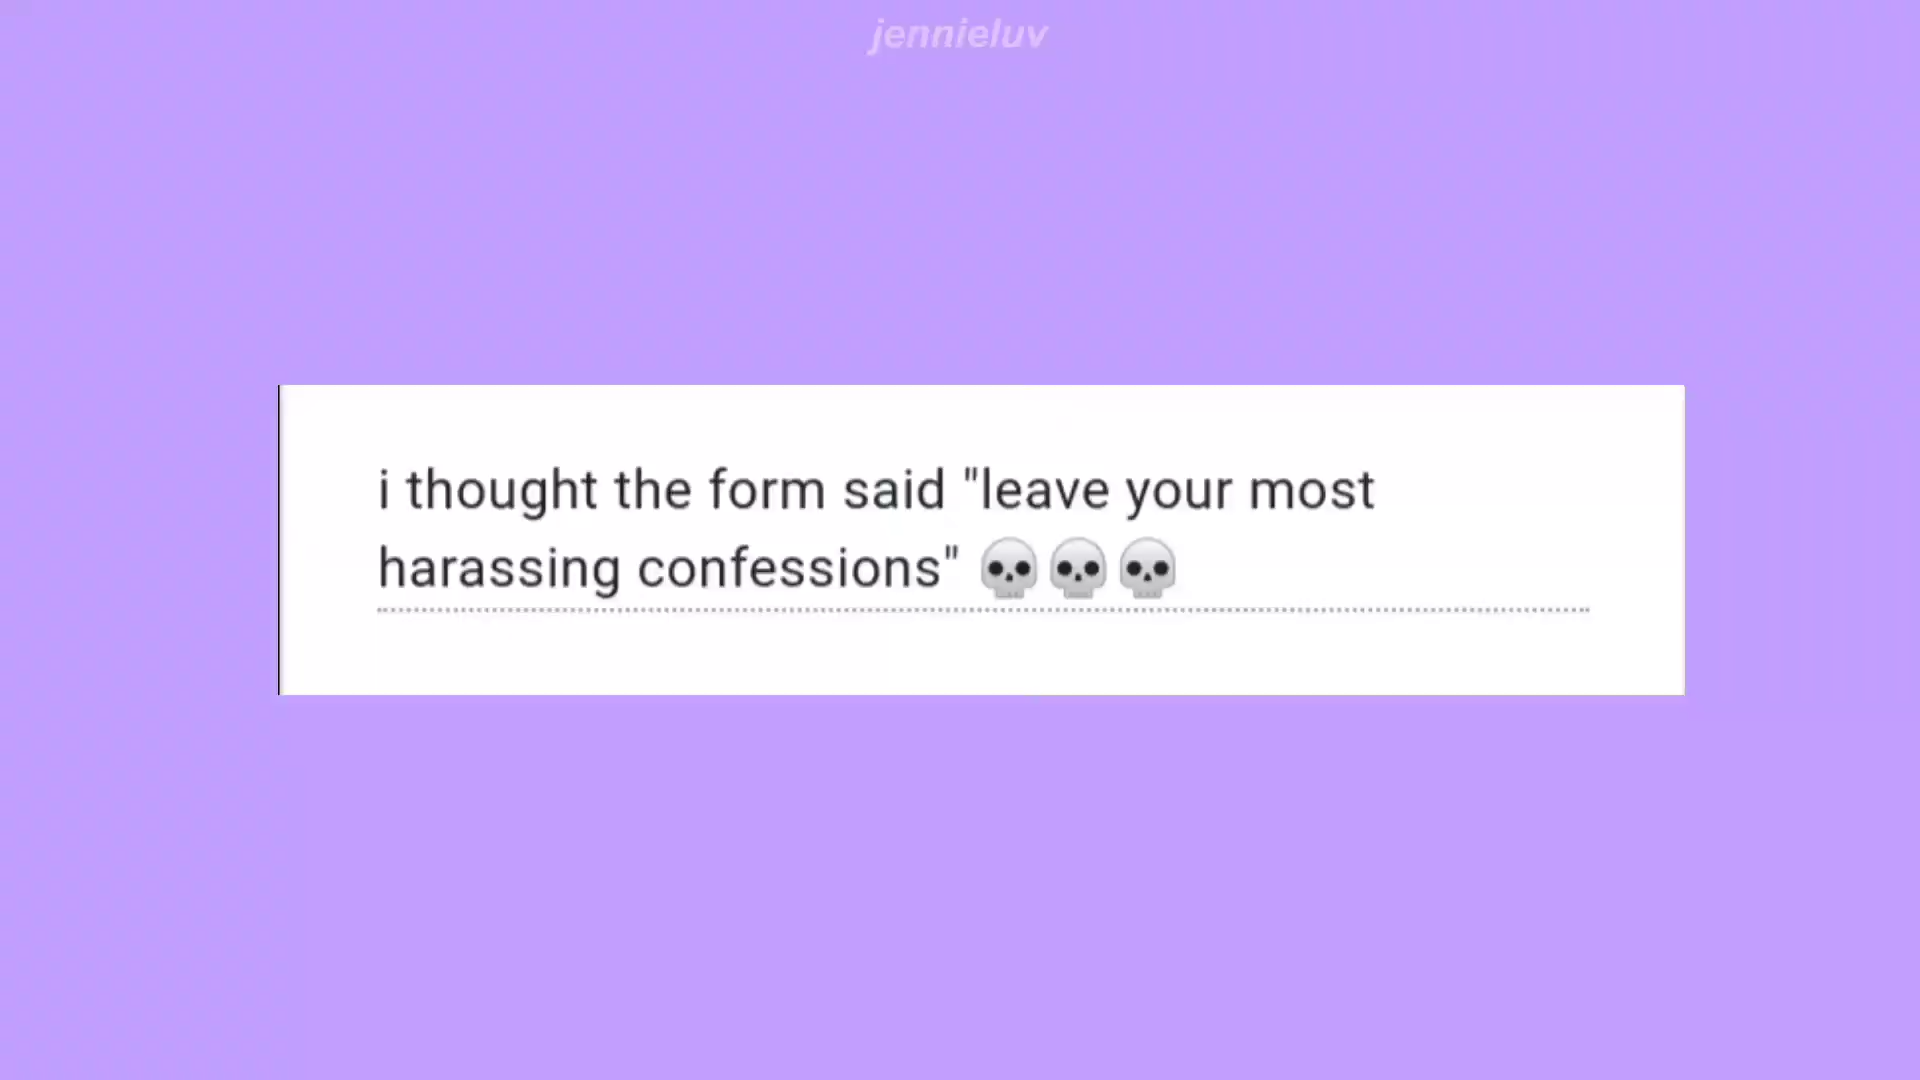 jennieluv
i thought the form said "leave your most
harassing confessions" 💀💀💀